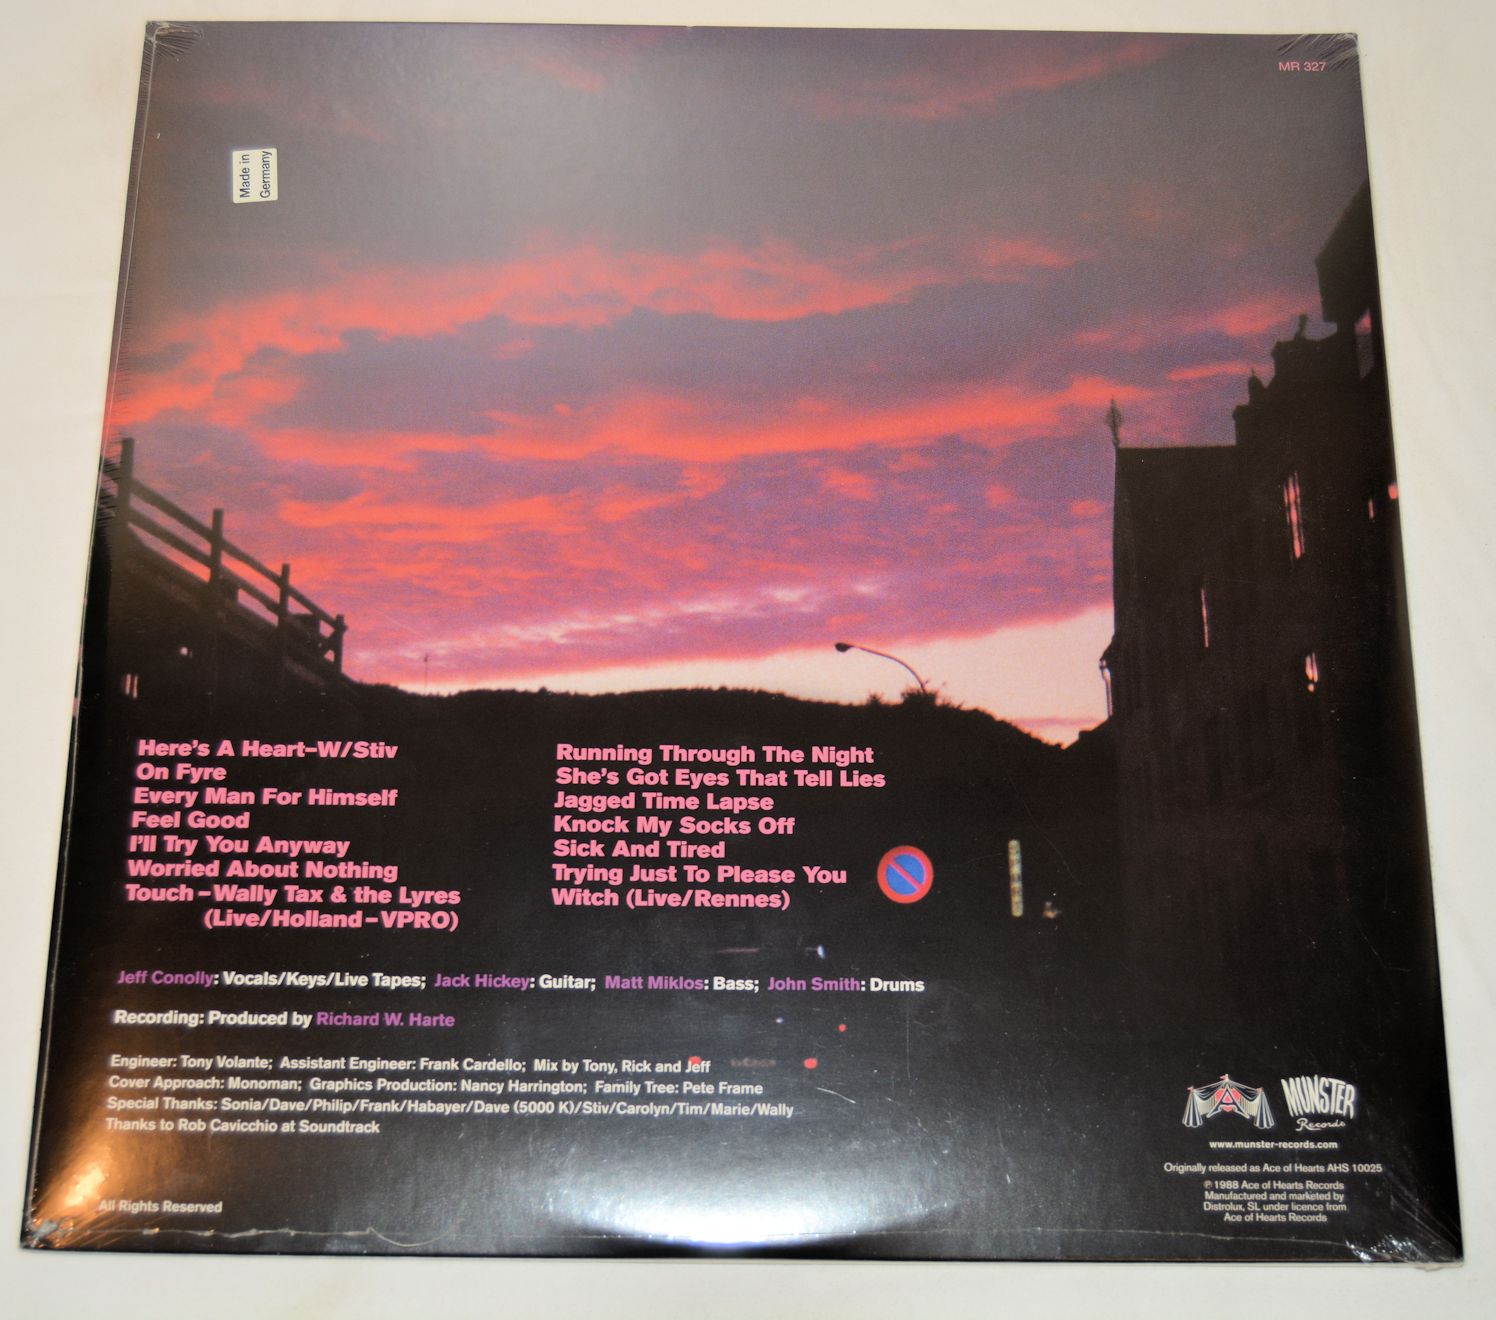 MR 327
Made in
Germany
Here's A Heart–W/Stiv
On Fyre
Every Man For Himself
Feel Good
I'll Try You Anyway
Worried About Nothing
Touch–Wally Tax & the Lyres
(Live/Holland–VPRO)
Running Through The Night
She's Got Eyes That Tell Lies
Jagged Time Lapse
Knock My Socks Off
Sick And Tired
Trying Just To Please You
Witch (Live/Rennes)
Jeff Conolly: Vocals/Keys/Live Tapes; Jack Hickey: Guitar; Matt Miklos: Bass; John Smith: Drums
Recording: Produced by Richard W. Harte
Engineer: Tony Volante; Assistant Engineer: Frank Cardello; Mix by Tony, Rick and Jeff
Cover Approach: Monoman; Graphics Production: Nancy Harrington; Family Tree: Pete Frame
Special Thanks: Sonia/Dave/Philip/Frank/Habayer/Dave (5000 K)/Stiv/Carolyn/Tim/Marie/Wally
Thanks to Rob Cavicchio at Soundtrack
All Rights Reserved
A
MUNSTER
Records
www.munster-records.com
Originally released as Ace of Hearts AHS 10025
℗ 1988 Ace of Hearts Records
Manufactured and marketed by
Distrolux, SL under licence from
Ace of Hearts Records